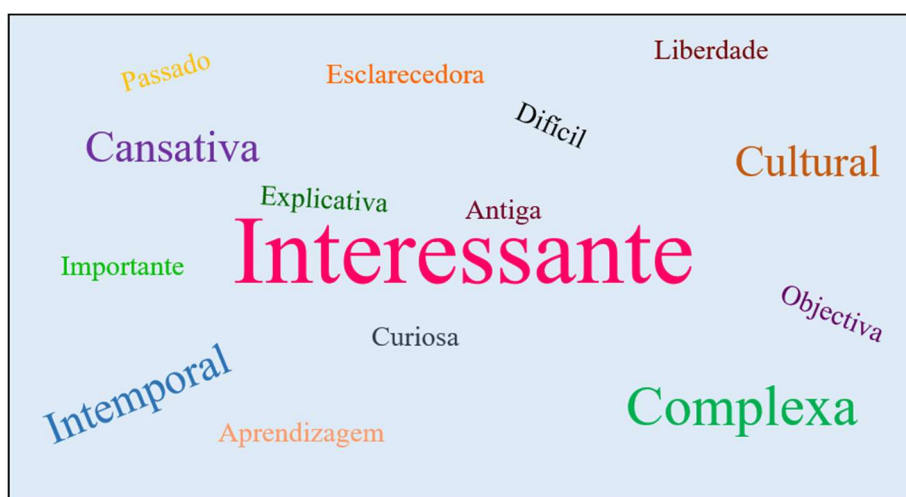 Liberdade
Passado
Esclarecedora
Difícil
Cansativa
Cultural
Explicativa
Antiga
Interessante
Importante
Objectiva
Curiosa
Intemporal
Complexa
Aprendizagem